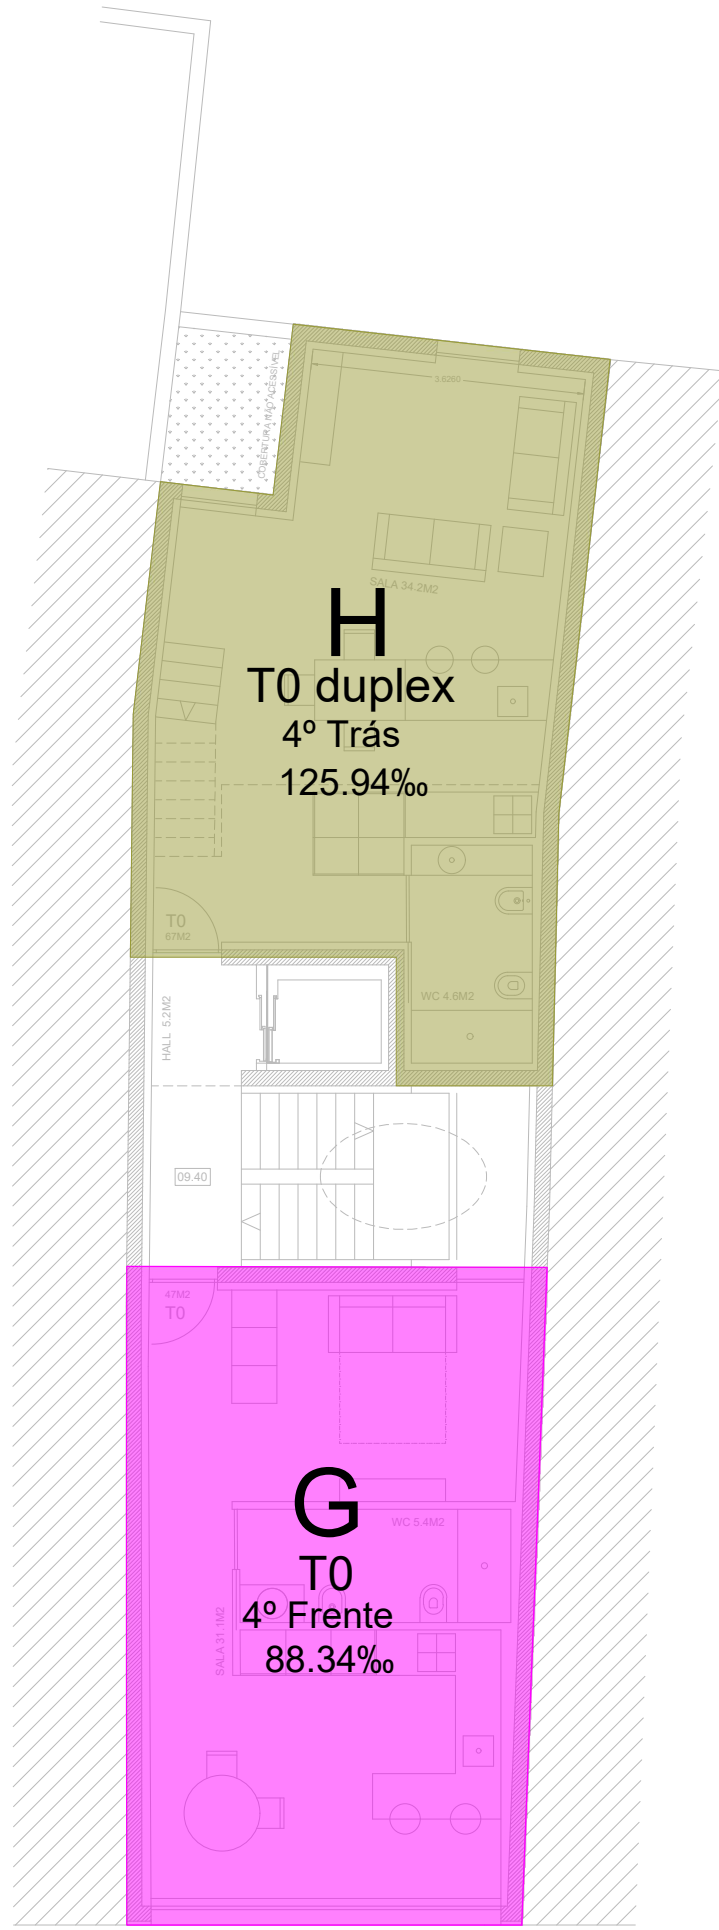 COBERTURA NÃO ACESSÍVEL
3.6260
SALA 34.2M2
H
T0 duplex
4º Trás
125.94‰
T0
67M2
WC 4.6M2
HALL 5.2M2
09.40
47M2
T0
G
WC 5.4M2
T0
4º Frente
SALA 31.1M2
88.34‰